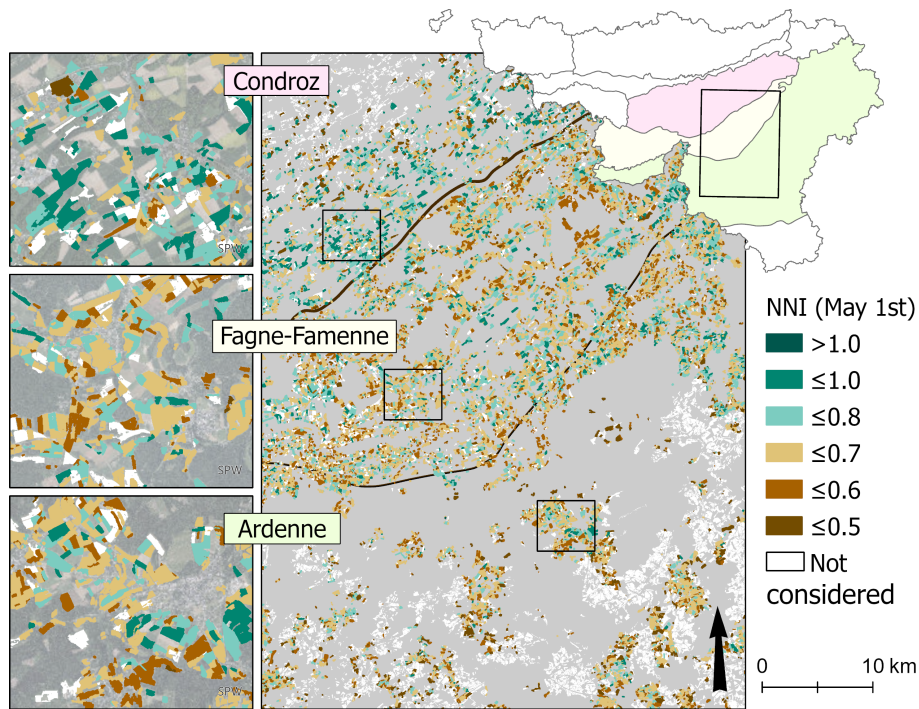 Condroz
SPW
Fagne-Famenne
SPW
Ardenne
SPW
NNI (May 1st)
>1.0
≤1.0
≤0.8
≤0.7
≤0.6
≤0.5
Not
considered
0 10 km